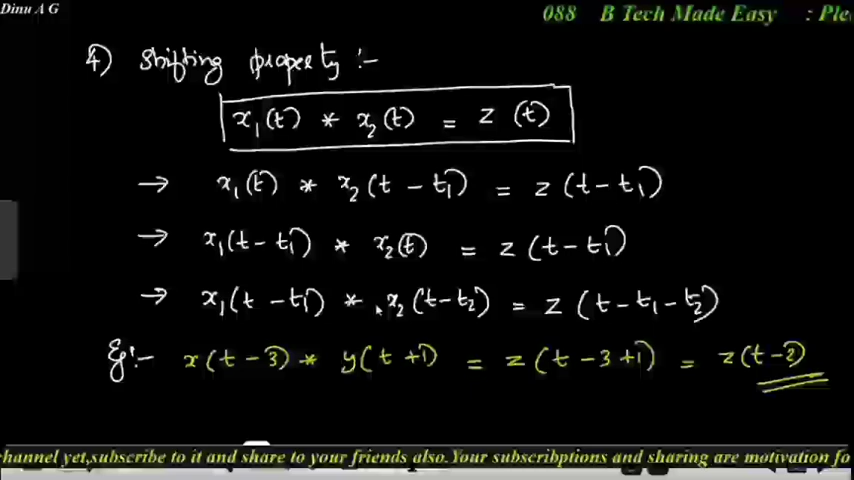 Dinu A G
088 B Tech Made Easy : Ple
4) Shifting property :-
x₁(t) * x₂(t) = z(t)
→ x₁(t) * x₂(t - t₁) = z(t - t₁)
→ x₁(t - t₁) * x₂(t) = z(t - t₁)
→ x₁(t - t₁) * x₂(t - t₂) = z(t - t₁ - t₂)
Eg:- x(t - 3) * y(t + 1) = z(t - 3 + 1) = z(t - 2)
channel yet,subscribe to it and share to your friends also.Your subscribptions and sharing are motivation fo